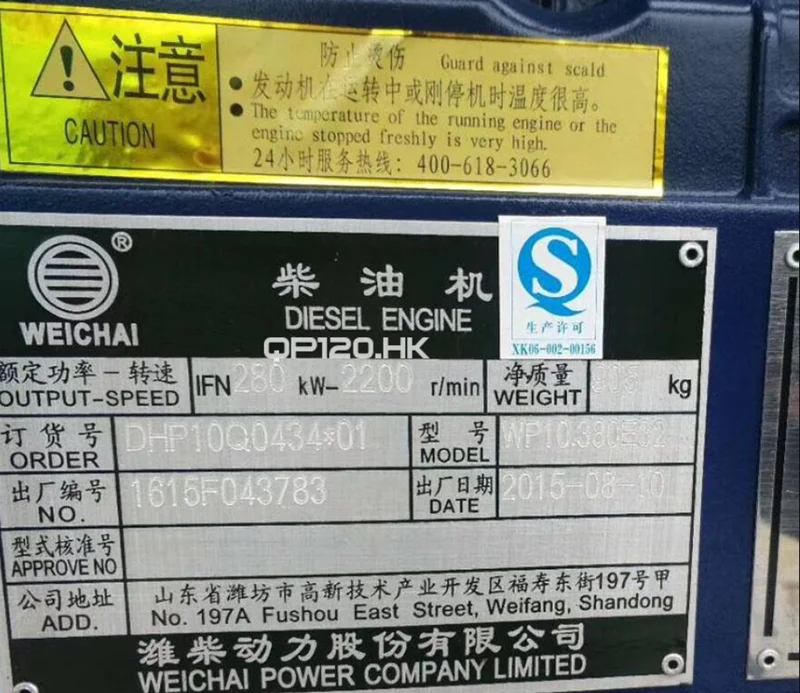 注意
CAUTION
防止烫伤 Guard against scald
●发动机在运转中或刚停机时温度很高。
●The temperature of the running engine or the
engine stopped freshly is very high.
24小时服务热线：400-618-3066
WEICHAI ®
柴油机
DIESEL ENGINE
QS
生产许可
XK06-002-00156
QP120.HK
额定功率－转速
OUTPUT-SPEED
IFN 280 kW-2200 r/min
净质量
WEIGHT
kg
订货号
ORDER
DHP10Q0434*01
型号
MODEL
WP10.380E32
出厂编号
NO.
1615F043783
出厂日期
DATE
2015-08-10
型式核准号
APPROVE NO
公司地址
ADD.
山东省潍坊市高新技术产业开发区福寿东街197号甲
No. 197A Fushou East Street, Weifang, Shandong
潍柴动力股份有限公司
WEICHAI POWER COMPANY LIMITED